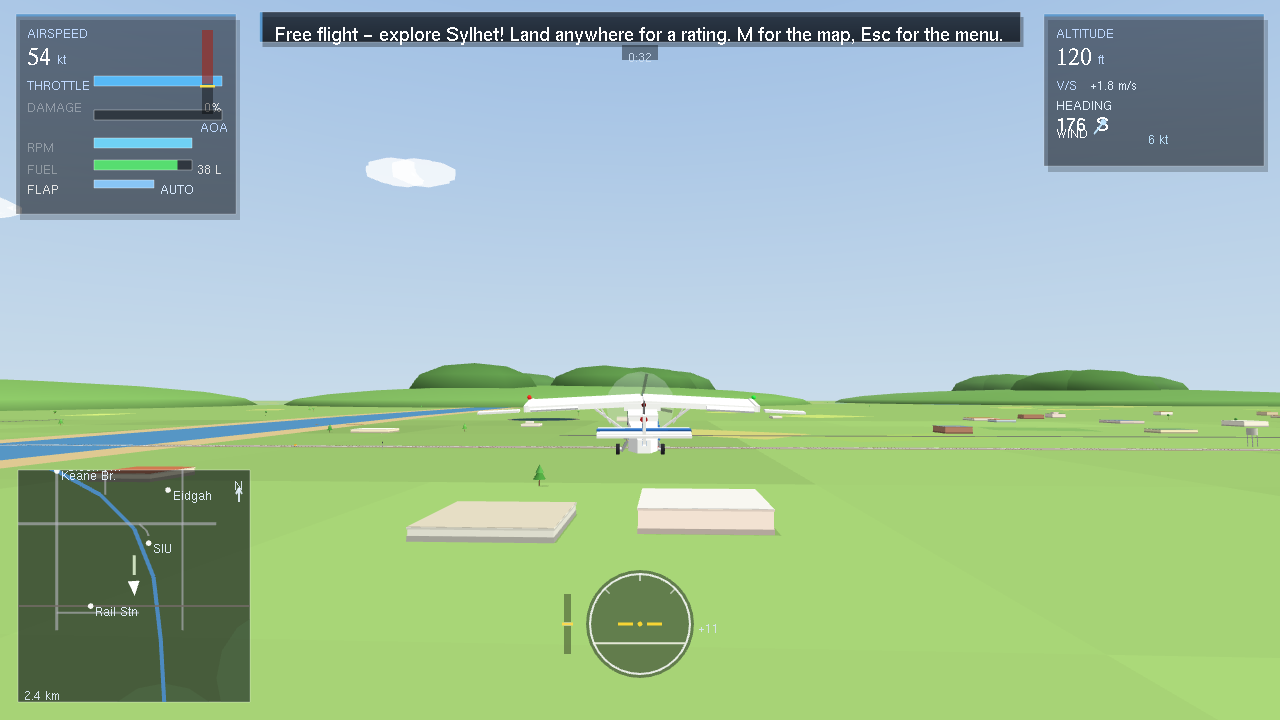 AIRSPEED
54 kt
THROTTLE
DAMAGE 0%
AOA
RPM
FUEL 38 L
FLAP AUTO
Free flight – explore Sylhet! Land anywhere for a rating. M for the map, Esc for the menu.
0:32
ALTITUDE
120 ft
V/S +1.8 m/s
HEADING
176 S
WIND
6 kt
Keane Br.
Eidgah
N
SIU
Rail Stn
2.4 km
+11